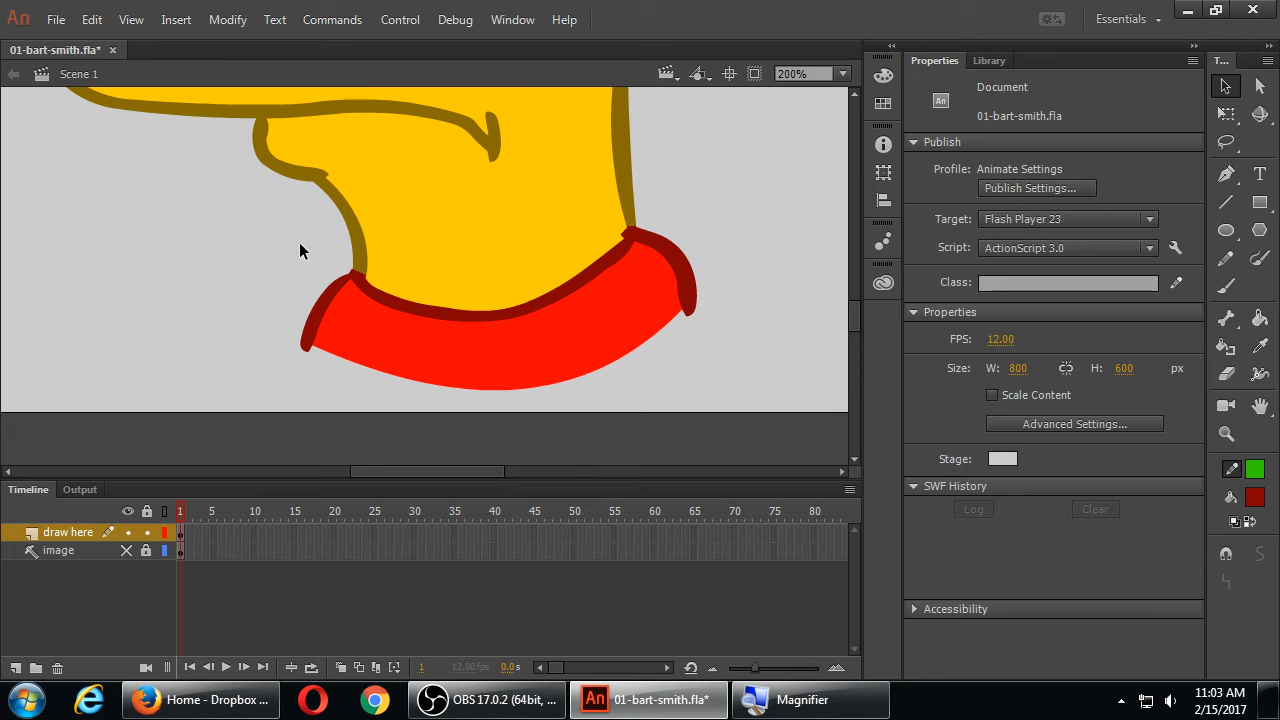 An File Edit View Insert Modify Text Commands Control Debug Window Help Essentials
01-bart-smith.fla* ×
Scene 1 200%
Properties Library T...
An Document
01-bart-smith.fla
Publish
Profile: Animate Settings
Publish Settings...
Target: Flash Player 23
Script: ActionScript 3.0
Class:
Properties
FPS: 12.00
Size: W: 800 H: 600 px
Scale Content
Advanced Settings...
Stage:
SWF History
Log Clear
Accessibility
Timeline Output
1 5 10 15 20 25 30 35 40 45 50 55 60 65 70 75 80
draw here
image
1 12.00 fps 0.0 s
Home - Dropbox ... OBS 17.0.2 (64bit, ... An 01-bart-smith.fla* Magnifier
11:03 AM
2/15/2017